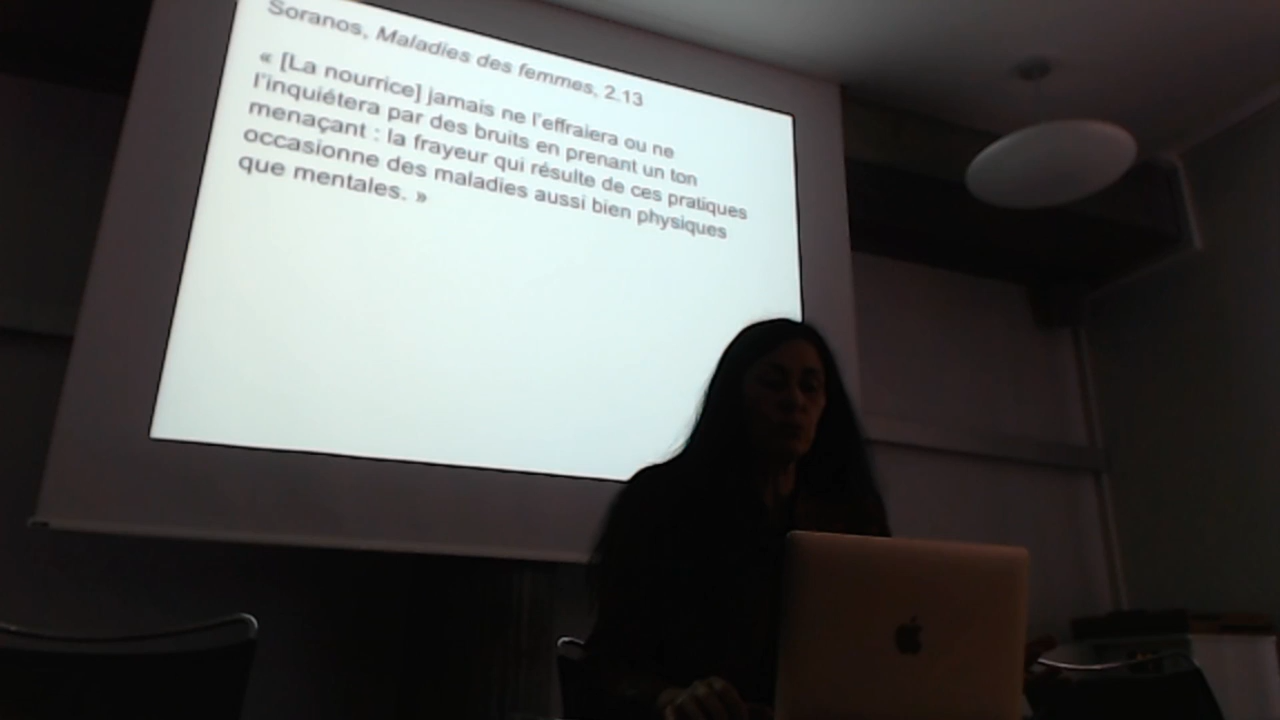 Soranos, Maladies des femmes, 2.13
« [La nourrice] jamais ne l'effraiera ou ne
l'inquiétera par des bruits en prenant un ton
menaçant : la frayeur qui résulte de ces pratiques
occasionne des maladies aussi bien physiques
que mentales. »